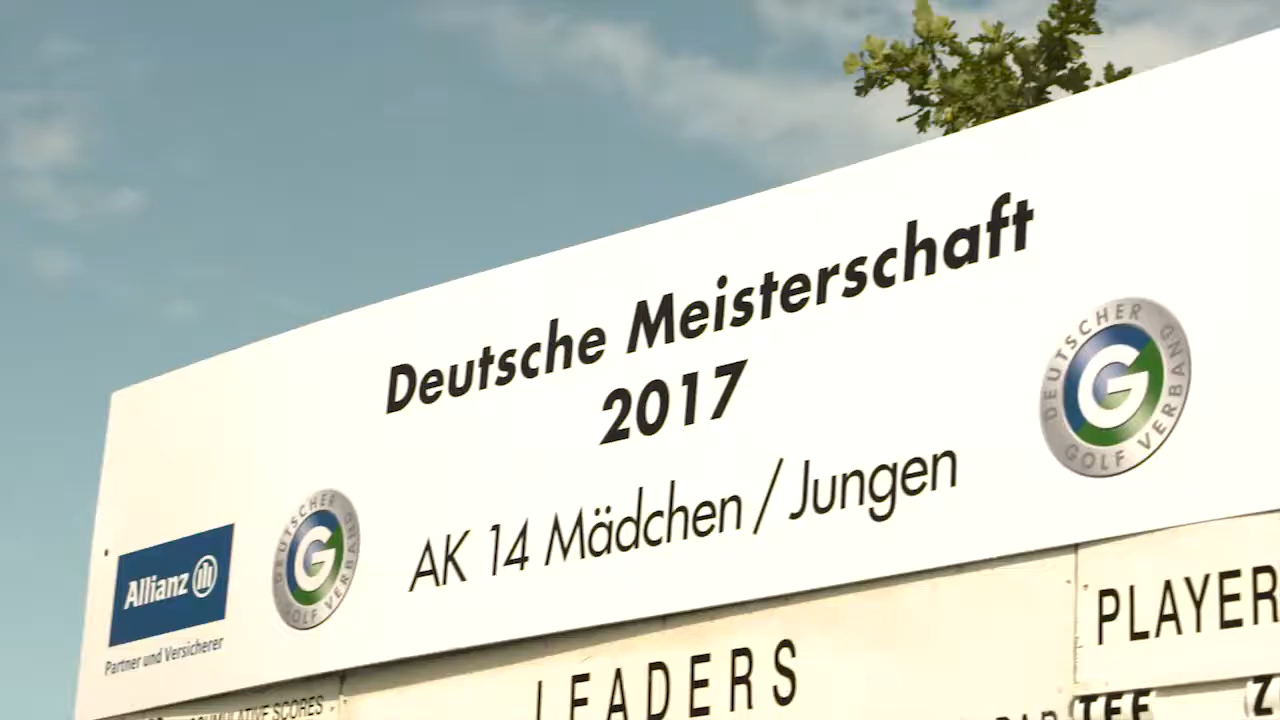 Deutsche Meisterschaft
2017
AK 14 Mädchen / Jungen
DEUTSCHER GOLF VERBAND
Allianz
Partner und Versicherer
DEUTSCHER GOLF VERBAND
LEADERS
PLAYER
SCORES
TEE